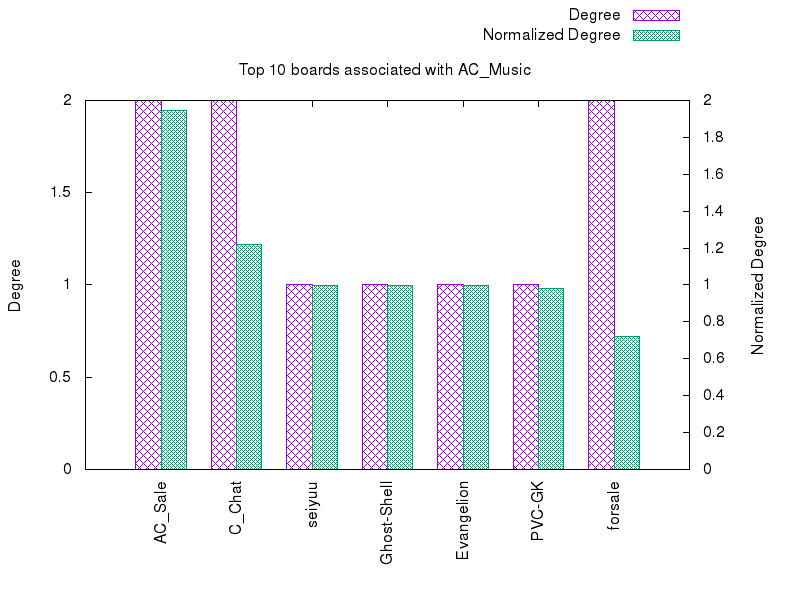 Degree
Normalized Degree
Top 10 boards associated with AC_Music
2
1.5
1
0.5
0
2
1.8
1.6
1.4
1.2
1
0.8
0.6
0.4
0.2
0
Degree
Normalized Degree
AC_Sale
C_Chat
seiyuu
Ghost-Shell
Evangelion
PVC-GK
forsale